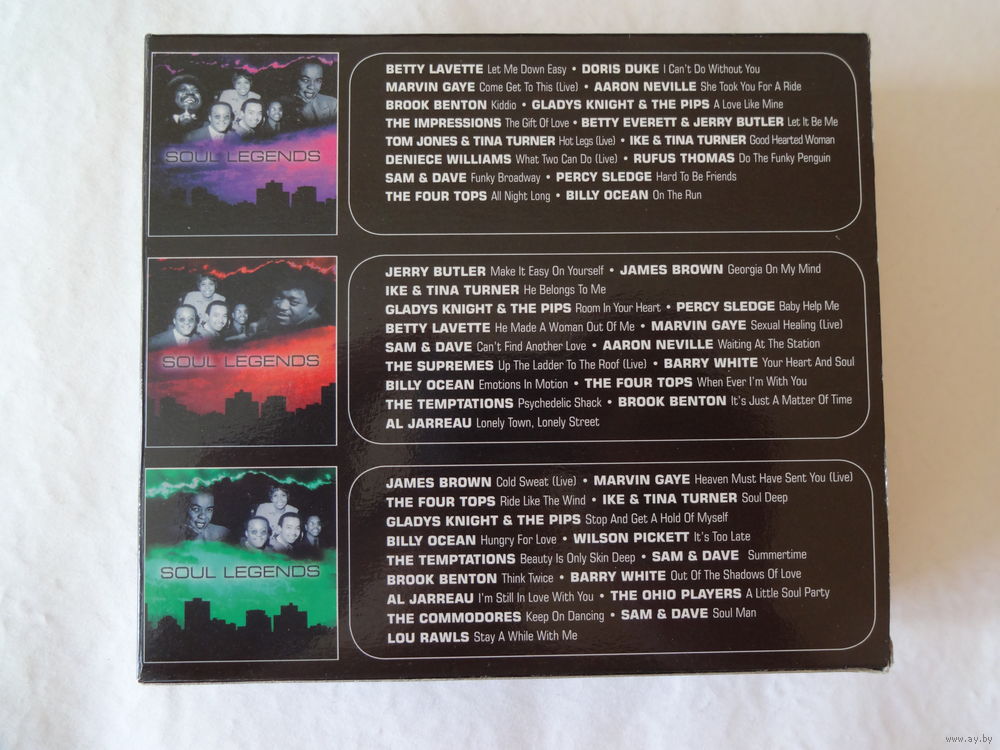 SOUL LEGENDS
BETTY LAVETTE Let Me Down Easy • DORIS DUKE I Can't Do Without You
MARVIN GAYE Come Get To This (Live) • AARON NEVILLE She Took You For A Ride
BROOK BENTON Kiddio • GLADYS KNIGHT & THE PIPS A Love Like Mine
THE IMPRESSIONS The Gift Of Love • BETTY EVERETT & JERRY BUTLER Let It Be Me
TOM JONES & TINA TURNER Hot Legs (Live) • IKE & TINA TURNER Good Hearted Woman
DENIECE WILLIAMS What Two Can Do (Live) • RUFUS THOMAS Do The Funky Penguin
SAM & DAVE Funky Broadway • PERCY SLEDGE Hard To Be Friends
THE FOUR TOPS All Night Long • BILLY OCEAN On The Run
SOUL LEGENDS
JERRY BUTLER Make It Easy On Yourself • JAMES BROWN Georgia On My Mind
IKE & TINA TURNER He Belongs To Me
GLADYS KNIGHT & THE PIPS Room In Your Heart • PERCY SLEDGE Baby Help Me
BETTY LAVETTE He Made A Woman Out Of Me • MARVIN GAYE Sexual Healing (Live)
SAM & DAVE Can't Find Another Love • AARON NEVILLE Waiting At The Station
THE SUPREMES Up The Ladder To The Roof (Live) • BARRY WHITE Your Heart And Soul
BILLY OCEAN Emotions In Motion • THE FOUR TOPS When Ever I'm With You
THE TEMPTATIONS Psychedelic Shack • BROOK BENTON It's Just A Matter Of Time
AL JARREAU Lonely Town, Lonely Street
SOUL LEGENDS
JAMES BROWN Cold Sweat (Live) • MARVIN GAYE Heaven Must Have Sent You (Live)
THE FOUR TOPS Ride Like The Wind • IKE & TINA TURNER Soul Deep
GLADYS KNIGHT & THE PIPS Stop And Get A Hold Of Myself
BILLY OCEAN Hungry For Love • WILSON PICKETT It's Too Late
THE TEMPTATIONS Beauty Is Only Skin Deep • SAM & DAVE Summertime
BROOK BENTON Think Twice • BARRY WHITE Out Of The Shadows Of Love
AL JARREAU I'm Still In Love With You • THE OHIO PLAYERS A Little Soul Party
THE COMMODORES Keep On Dancing • SAM & DAVE Soul Man
LOU RAWLS Stay A While With Me
www.ay.by